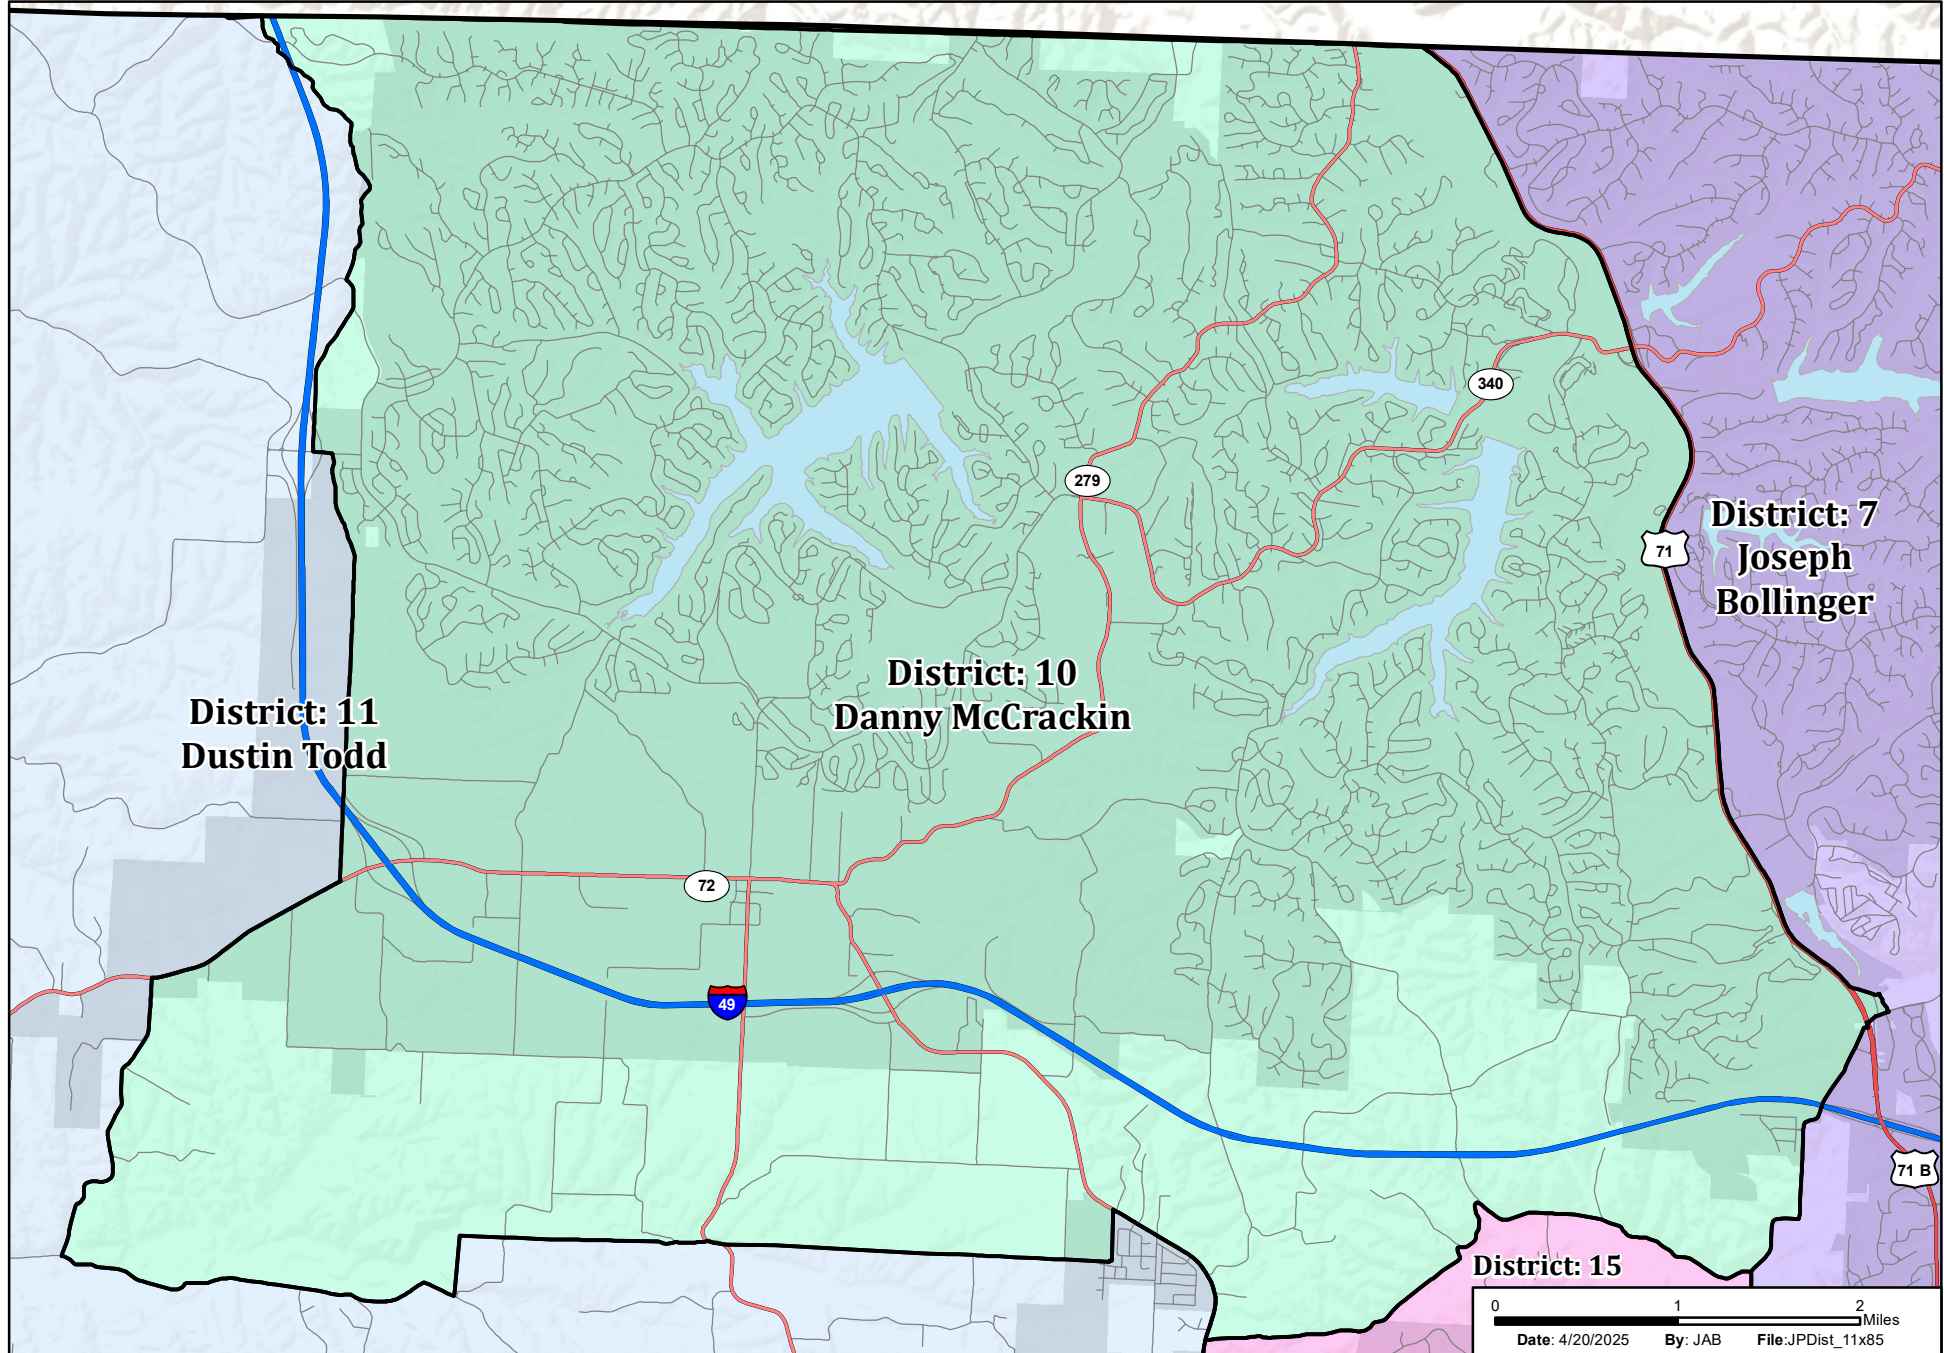 340
279
District: 7
Joseph
Bollinger
71
District: 10
Danny McCrackin
District: 11
Dustin Todd
72
49
71 B
District: 15
0 1 2
Miles
Date: 4/20/2025 By: JAB File:JPDist_11x85